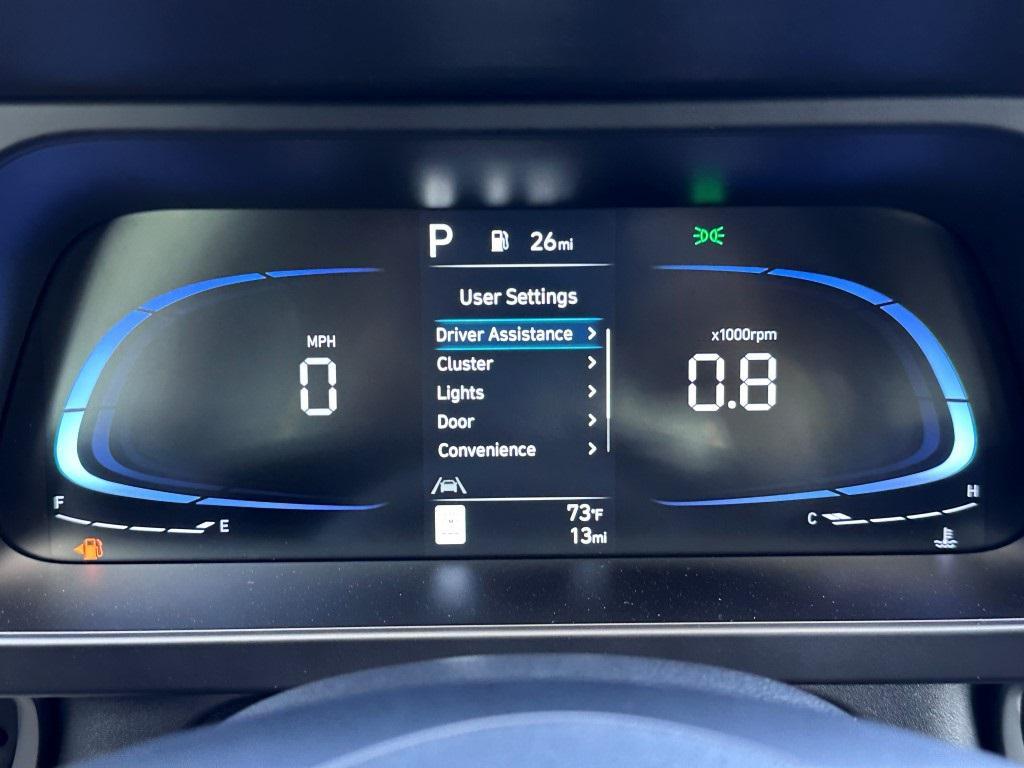 P 26mi
User Settings
Driver Assistance
Cluster
Lights
Door
Convenience
MPH
0
x1000rpm
0.8
F
E
C
H
73°F
13mi